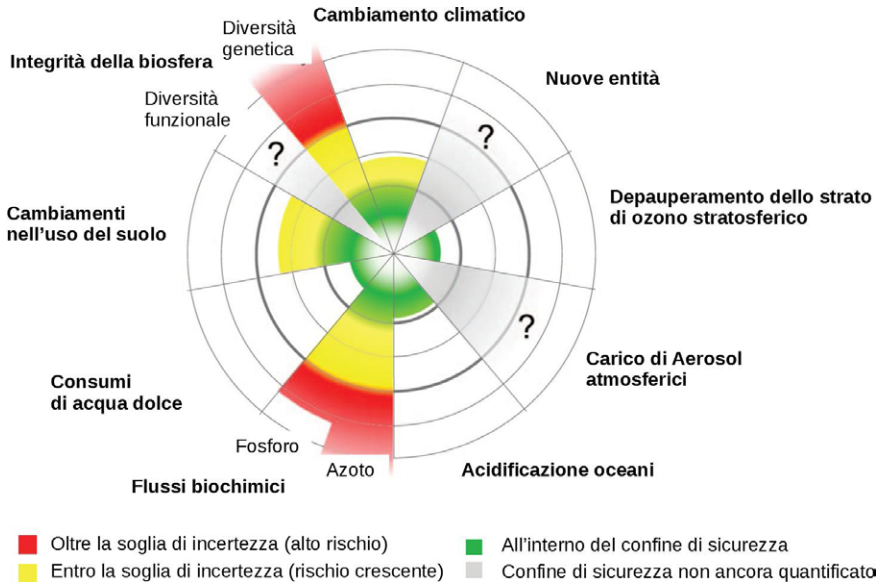 Cambiamento climatico
Diversità
genetica
Integrità della biosfera
Diversità
funzionale
Nuove entità
?
?
Cambiamenti
nell'uso del suolo
Depauperamento dello strato
di ozono stratosferico
?
Carico di Aerosol
atmosferici
Consumi
di acqua dolce
Fosforo
Azoto
Flussi biochimici
Acidificazione oceani
Oltre la soglia di incertezza (alto rischio)
Entro la soglia di incertezza (rischio crescente)
All'interno del confine di sicurezza
Confine di sicurezza non ancora quantificato